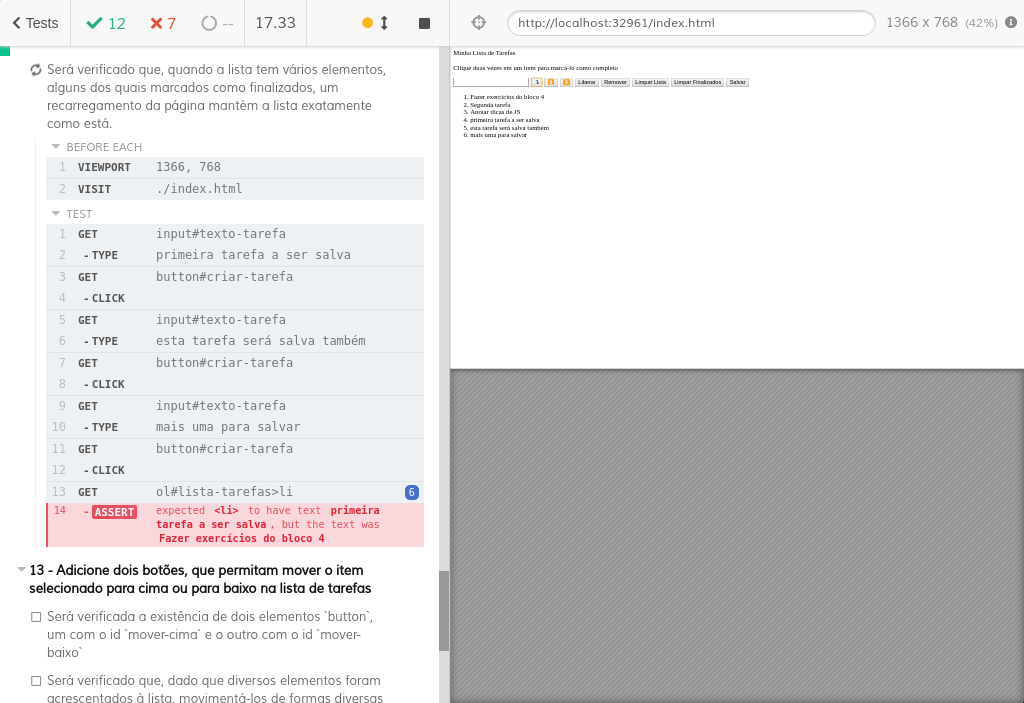 Tests 12 7 -- 17.33 http://localhost:32961/index.html 1366 x 768 (42%)
Será verificado que, quando a lista tem vários elementos,
alguns dos quais marcados como finalizados, um
recarregamento da página mantém a lista exatamente
como está.
BEFORE EACH
1 VIEWPORT 1366, 768
2 VISIT ./index.html
TEST
1 GET input#texto-tarefa
2 -TYPE primeira tarefa a ser salva
3 GET button#criar-tarefa
4 -CLICK
5 GET input#texto-tarefa
6 -TYPE esta tarefa será salva também
7 GET button#criar-tarefa
8 -CLICK
9 GET input#texto-tarefa
10 -TYPE mais uma para salvar
11 GET button#criar-tarefa
12 -CLICK
13 GET ol#lista-tarefas>li 6
14 -ASSERT expected <li> to have text primeira
tarefa a ser salva, but the text was
Fazer exercícios do bloco 4
13 - Adicione dois botões, que permitam mover o item
selecionado para cima ou para baixo na lista de tarefas
Será verificada a existência de dois elementos `button`,
um com o id `mover-cima` e o outro com o id `mover-
baixo`
Será verificado que, dado que diversos elementos foram
acrescentados à lista, movimentá-los de formas diversas
Minha Lista de Tarefas
Clique duas vezes em um item para marcá-lo como completo
Liberar Remover Limpar Lista Limpar Finalizados Salvar
1. Fazer exercícios do bloco 4
2. Segunda tarefa
3. Anotar dicas de JS
4. primeira tarefa a ser salva
5. esta tarefa será salva também
6. mais uma para salvar